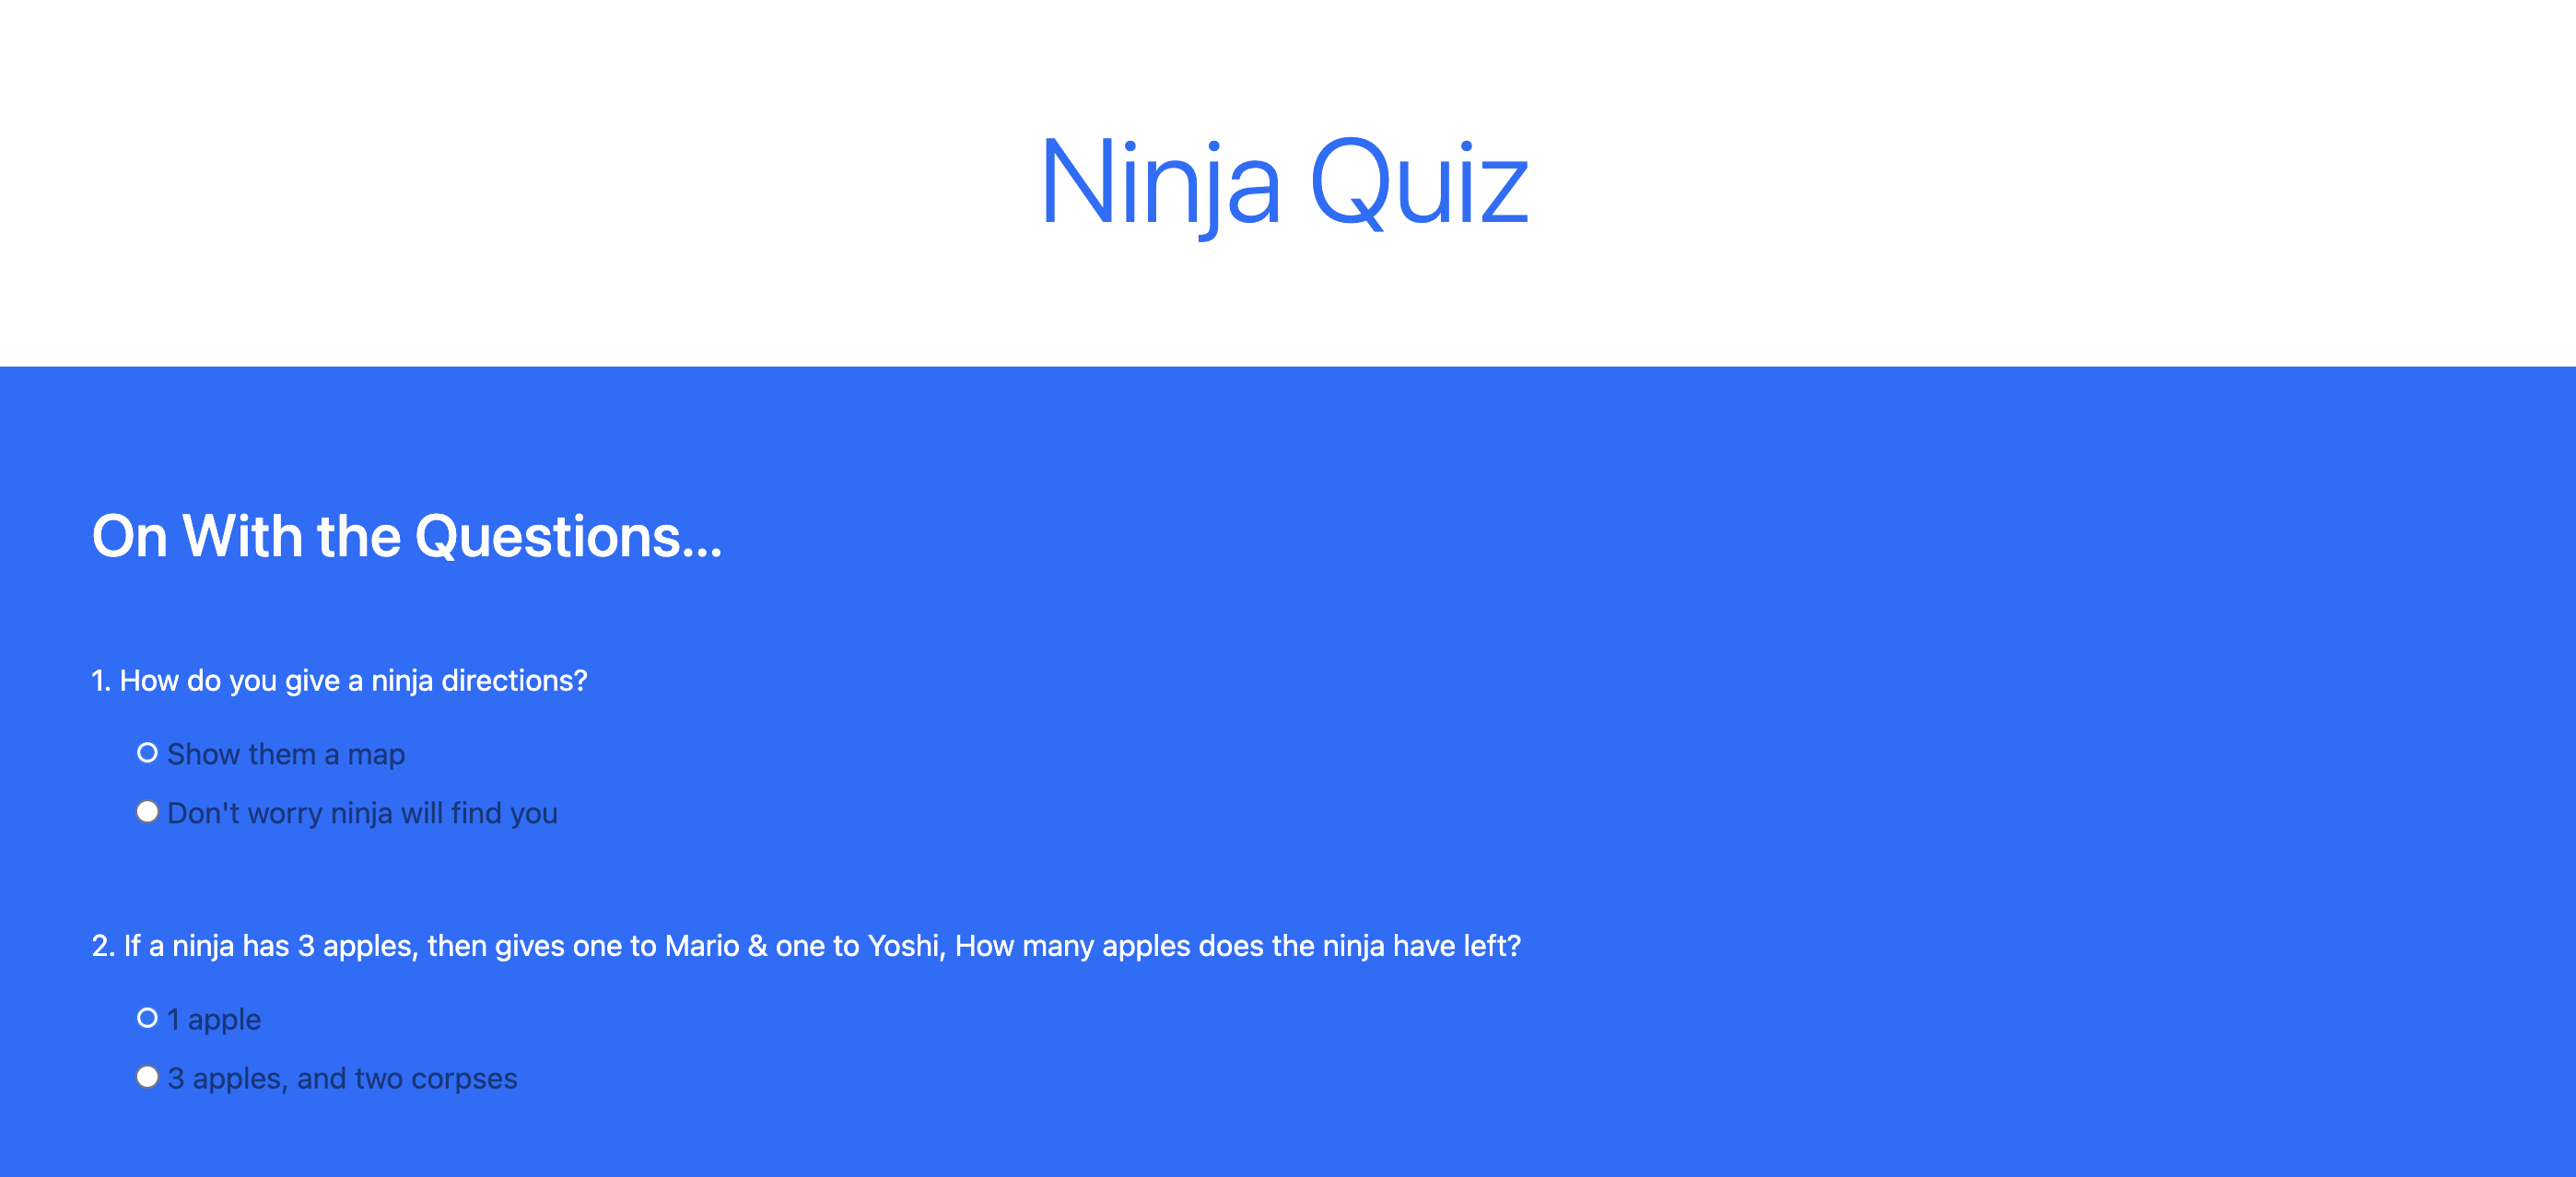 Ninja Quiz
On With the Questions...
1. How do you give a ninja directions?
Show them a map
Don't worry ninja will find you
2. If a ninja has 3 apples, then gives one to Mario & one to Yoshi, How many apples does the ninja have left?
1 apple
3 apples, and two corpses